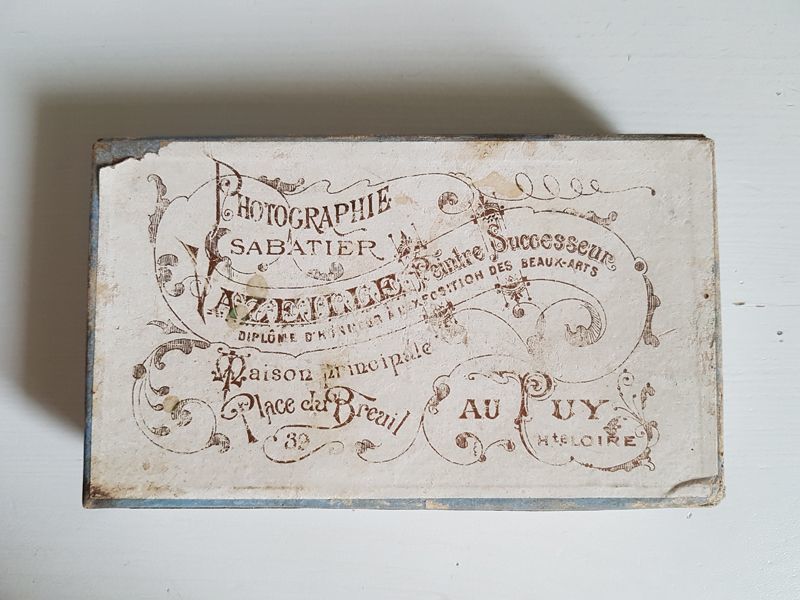 PHOTOGRAPHIE
SABATIER
VAZEILLE Peintre Successeur
DIPLÔME D'HONNEUR A L'EXPOSITION DES BEAUX-ARTS
Maison principale
Place du Breuil
32
AU PUY
Hte LOIRE